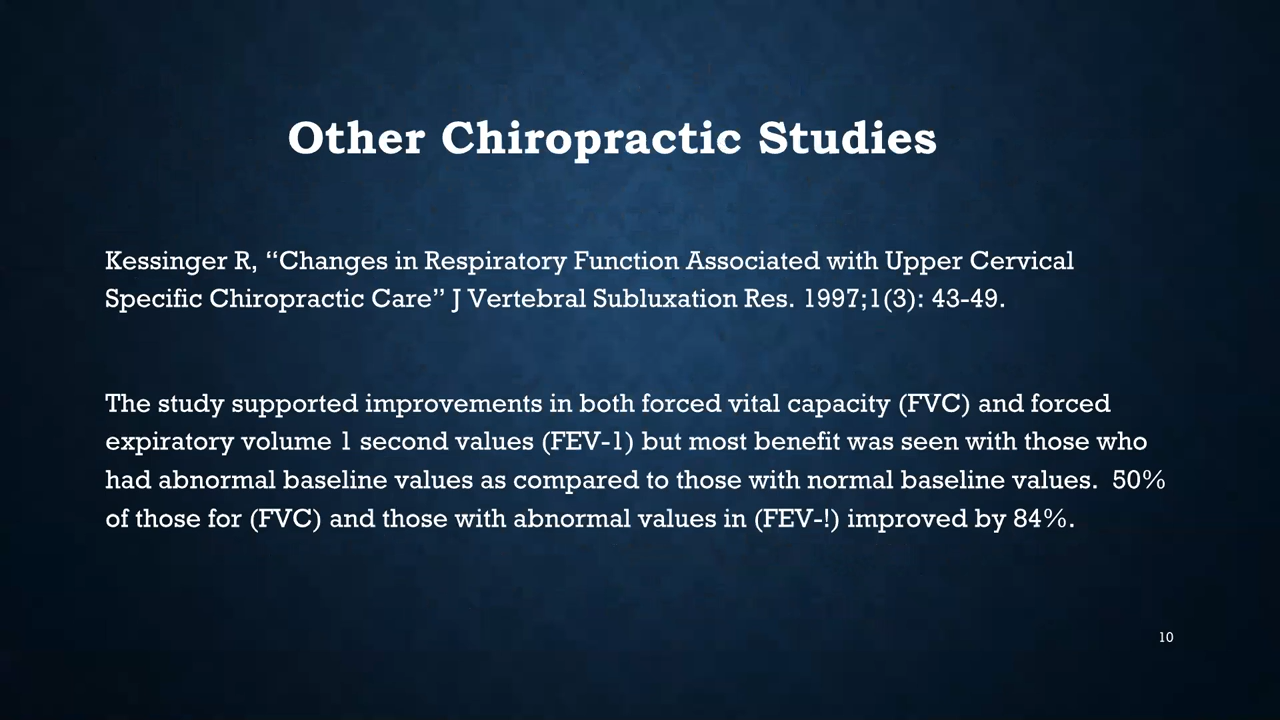 Other Chiropractic Studies
Kessinger R, “Changes in Respiratory Function Associated with Upper Cervical
Specific Chiropractic Care” J Vertebral Subluxation Res. 1997;1(3): 43-49.
The study supported improvements in both forced vital capacity (FVC) and forced
expiratory volume 1 second values (FEV-1) but most benefit was seen with those who
had abnormal baseline values as compared to those with normal baseline values.  50%
of those for (FVC) and those with abnormal values in (FEV-!) improved by 84%.
10